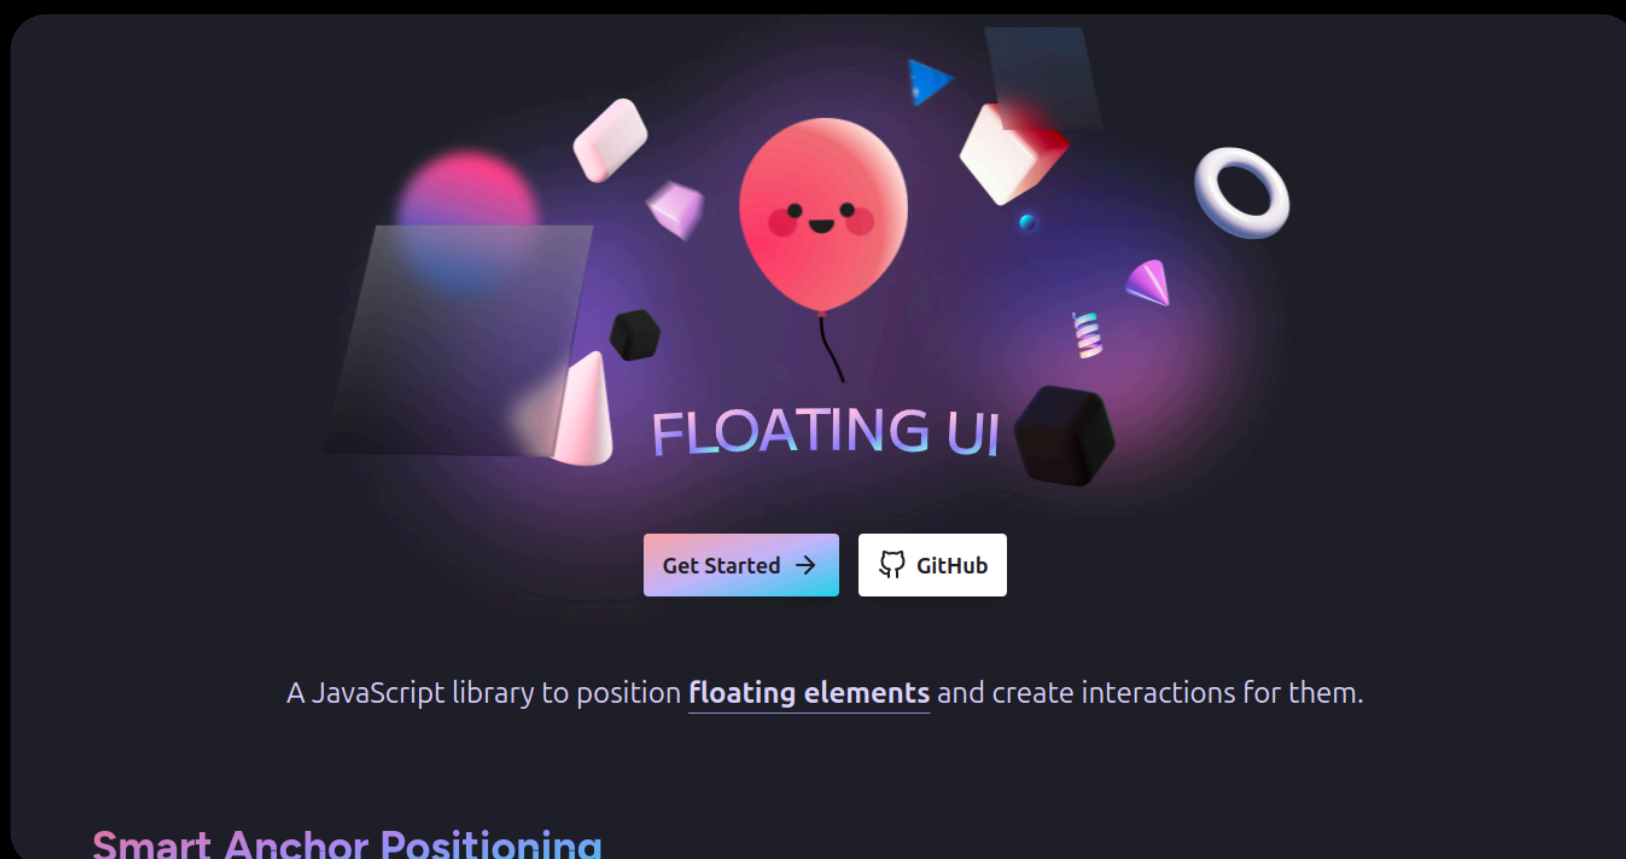 FLOATING UI
Get Started
GitHub
A JavaScript library to position floating elements and create interactions for them.
Smart Anchor Positioning